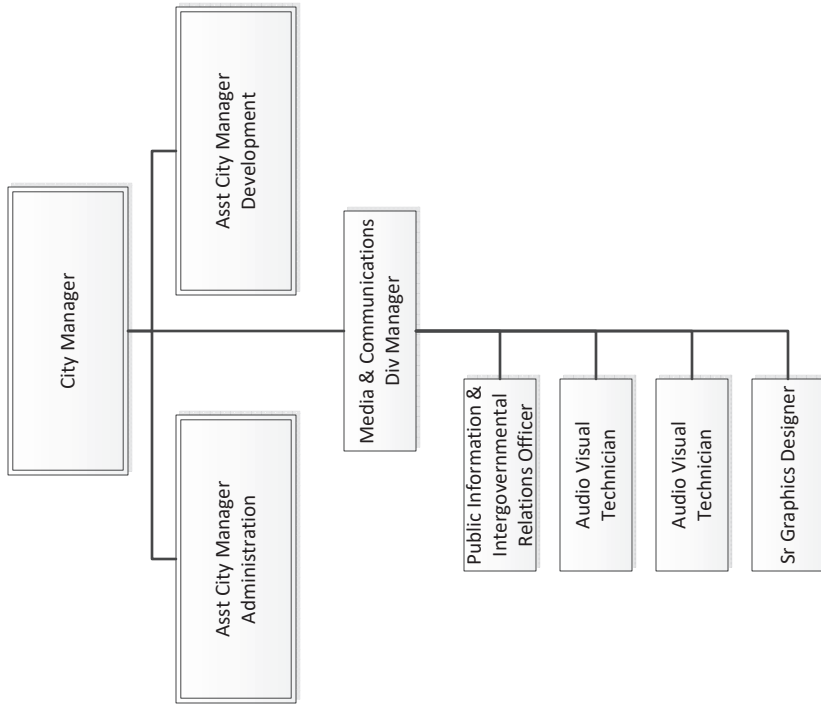 City Manager
Asst City Manager
Administration
Asst City Manager
Development
Media & Communications
Div Manager
Public Information &
Intergovernmental
Relations Officer
Audio Visual
Technician
Audio Visual
Technician
Sr Graphics Designer